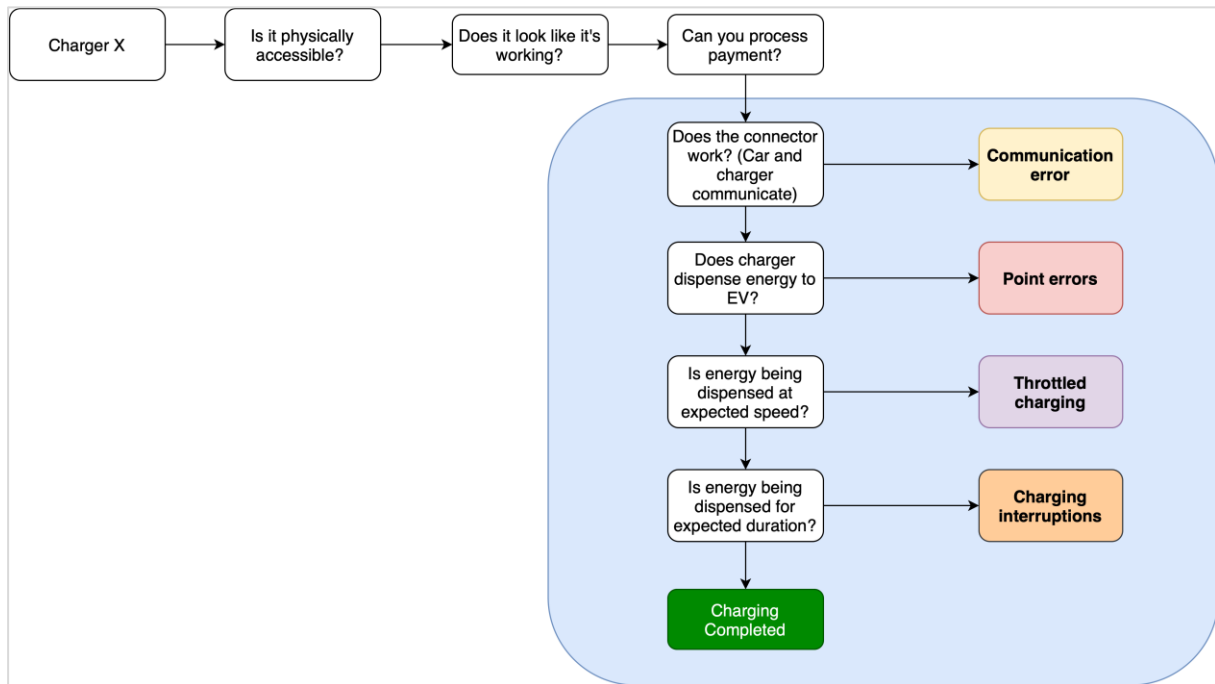 Charger X
Is it physically
accessible?
Does it look like it's
working?
Can you process
payment?
Does the connector
work? (Car and
charger
communicate)
Communication
error
Does charger
dispense energy to
EV?
Point errors
Is energy being
dispensed at
expected speed?
Throttled
charging
Is energy being
dispensed for
expected duration?
Charging
interruptions
Charging
Completed